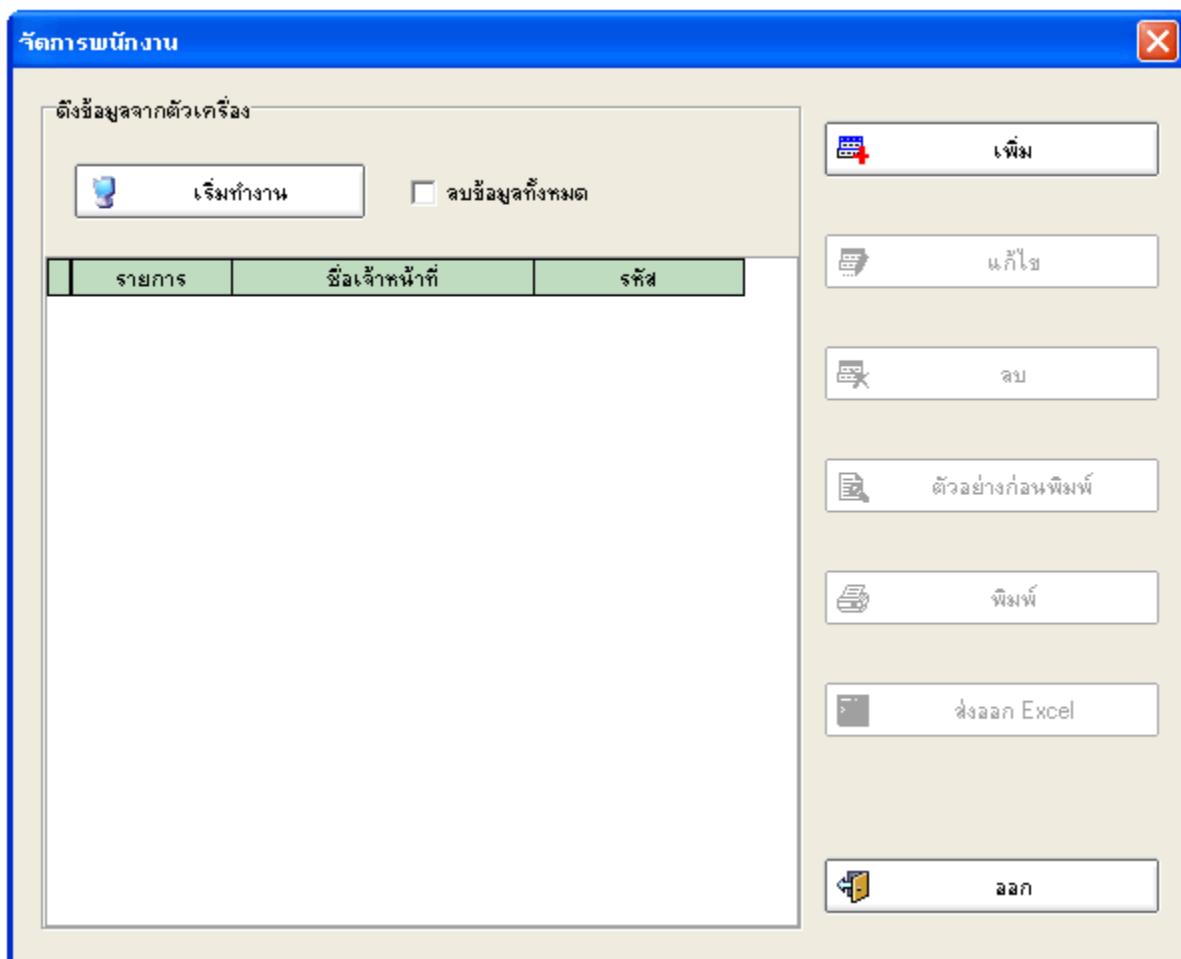 จัดการพนักงาน
ดึงข้อมูลจากตัวเครื่อง
เริ่มทำงาน
ลบข้อมูลทั้งหมด
รายการ ชื่อเจ้าหน้าที่ รหัส
เพิ่ม
แก้ไข
ลบ
ตัวอย่างก่อนพิมพ์
พิมพ์
ส่งออก Excel
ออก